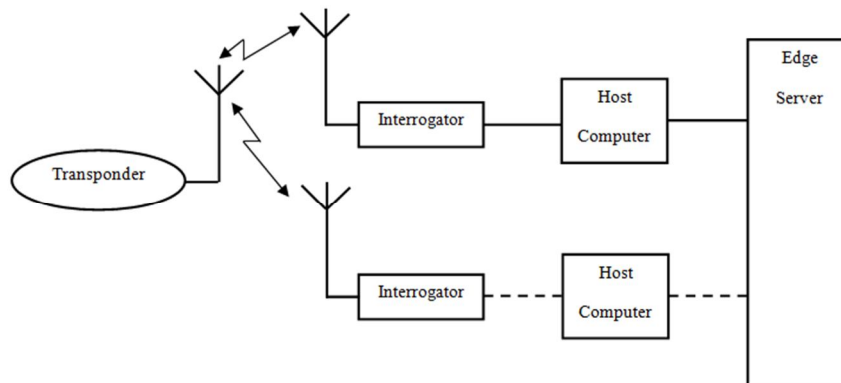 Edge
Server
Host
Computer
Interrogator
Transponder
Host
Computer
Interrogator